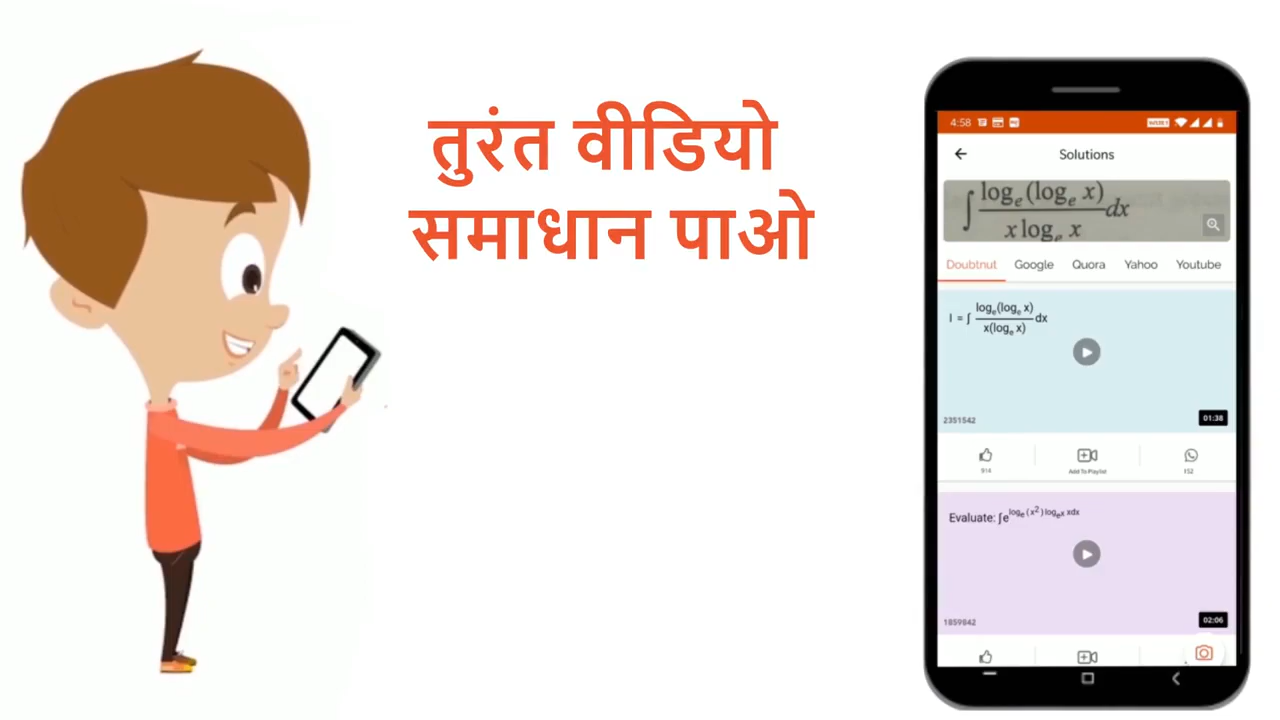 तुरंत वीडियो
समाधान पाओ
4:58
Solutions
∫ logₑ(logₑ x) / x logₑ x dx
Doubtnut Google Quora Yahoo Youtube
I = ∫ logₑ(logₑ x) / x(logₑ x) dx
2351542 01:38
914 Add To Playlist 152
Evaluate: ∫e^logₑ(x²)logₑx xdx
1859842 02:06